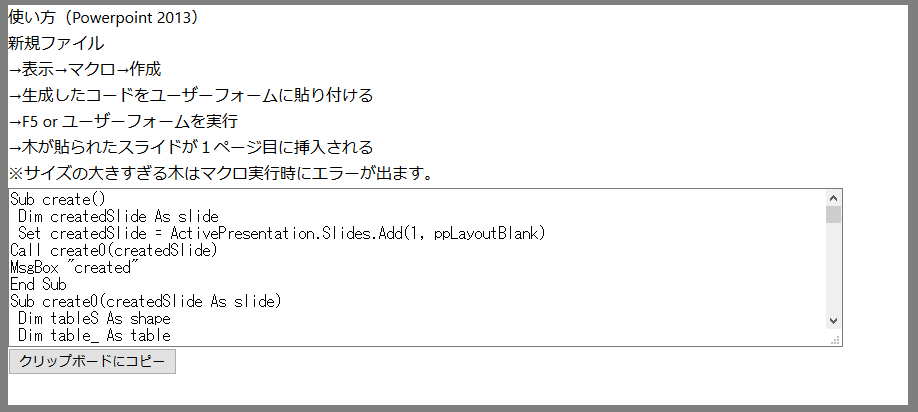 使い方（Powerpoint 2013）
新規ファイル
→表示→マクロ→作成
→生成したコードをユーザーフォームに貼り付ける
→F5 or ユーザーフォームを実行
→木が貼られたスライドが１ページ目に挿入される
※サイズの大きすぎる木はマクロ実行時にエラーが出ます。
Sub create()
Dim createdSlide As slide
Set createdSlide = ActivePresentation.Slides.Add(1, ppLayoutBlank)
Call create0(createdSlide)
MsgBox "created"
End Sub
Sub create0(createdSlide As slide)
Dim tableS As shape
Dim table_ As table
クリップボードにコピー